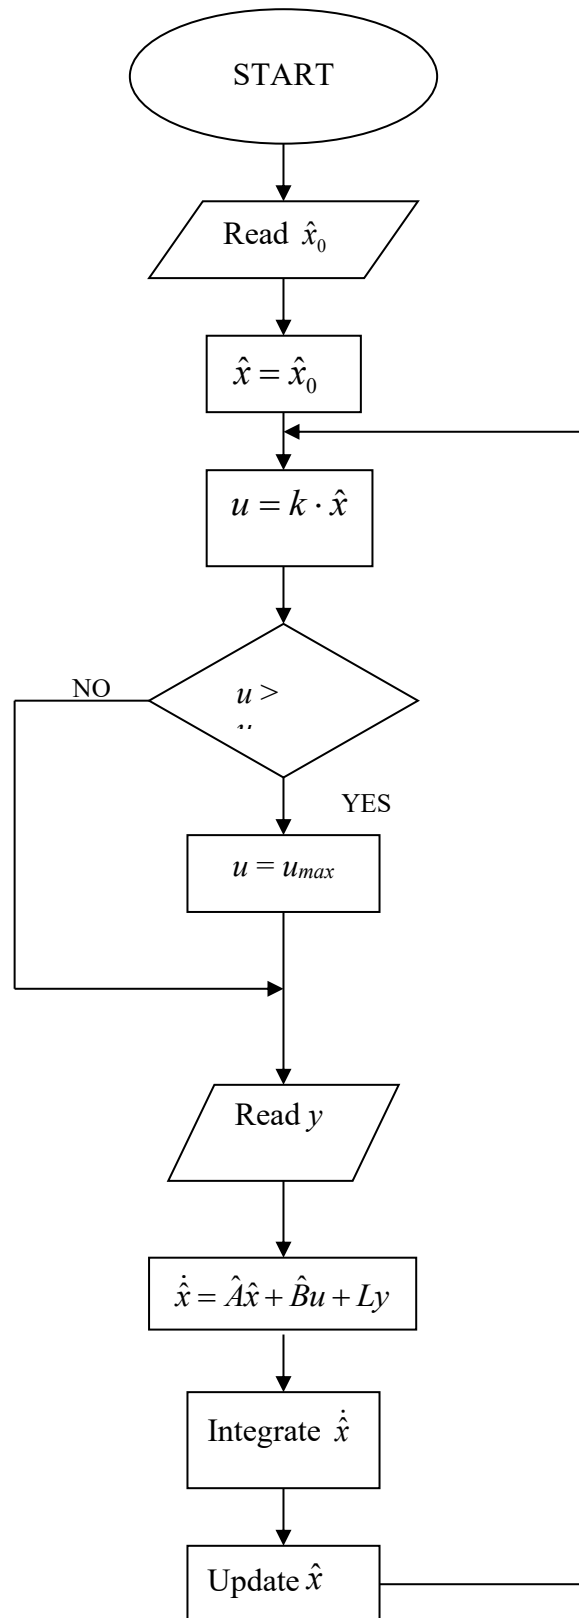 START
Read x̂₀
x̂ = x̂₀
u = k · x̂
NO
u >
YES
u = uₘₐₓ
Read y
x̂̇ = Âx̂ + B̂u + Ly
Integrate x̂̇
Update x̂